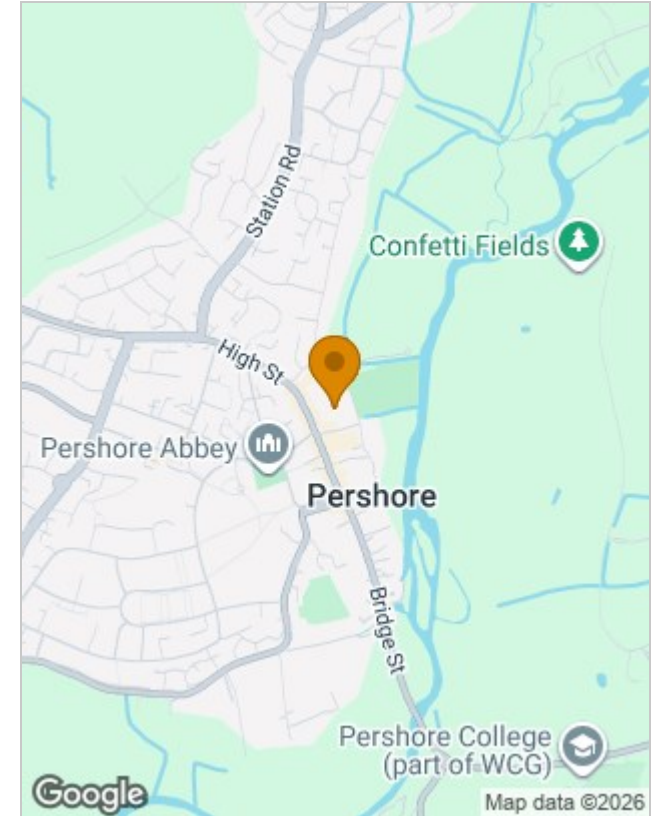 Station Rd
Confetti Fields
High St
Pershore Abbey
Pershore
Bridge St
Pershore College
(part of WCG)
Google
Map data ©2026